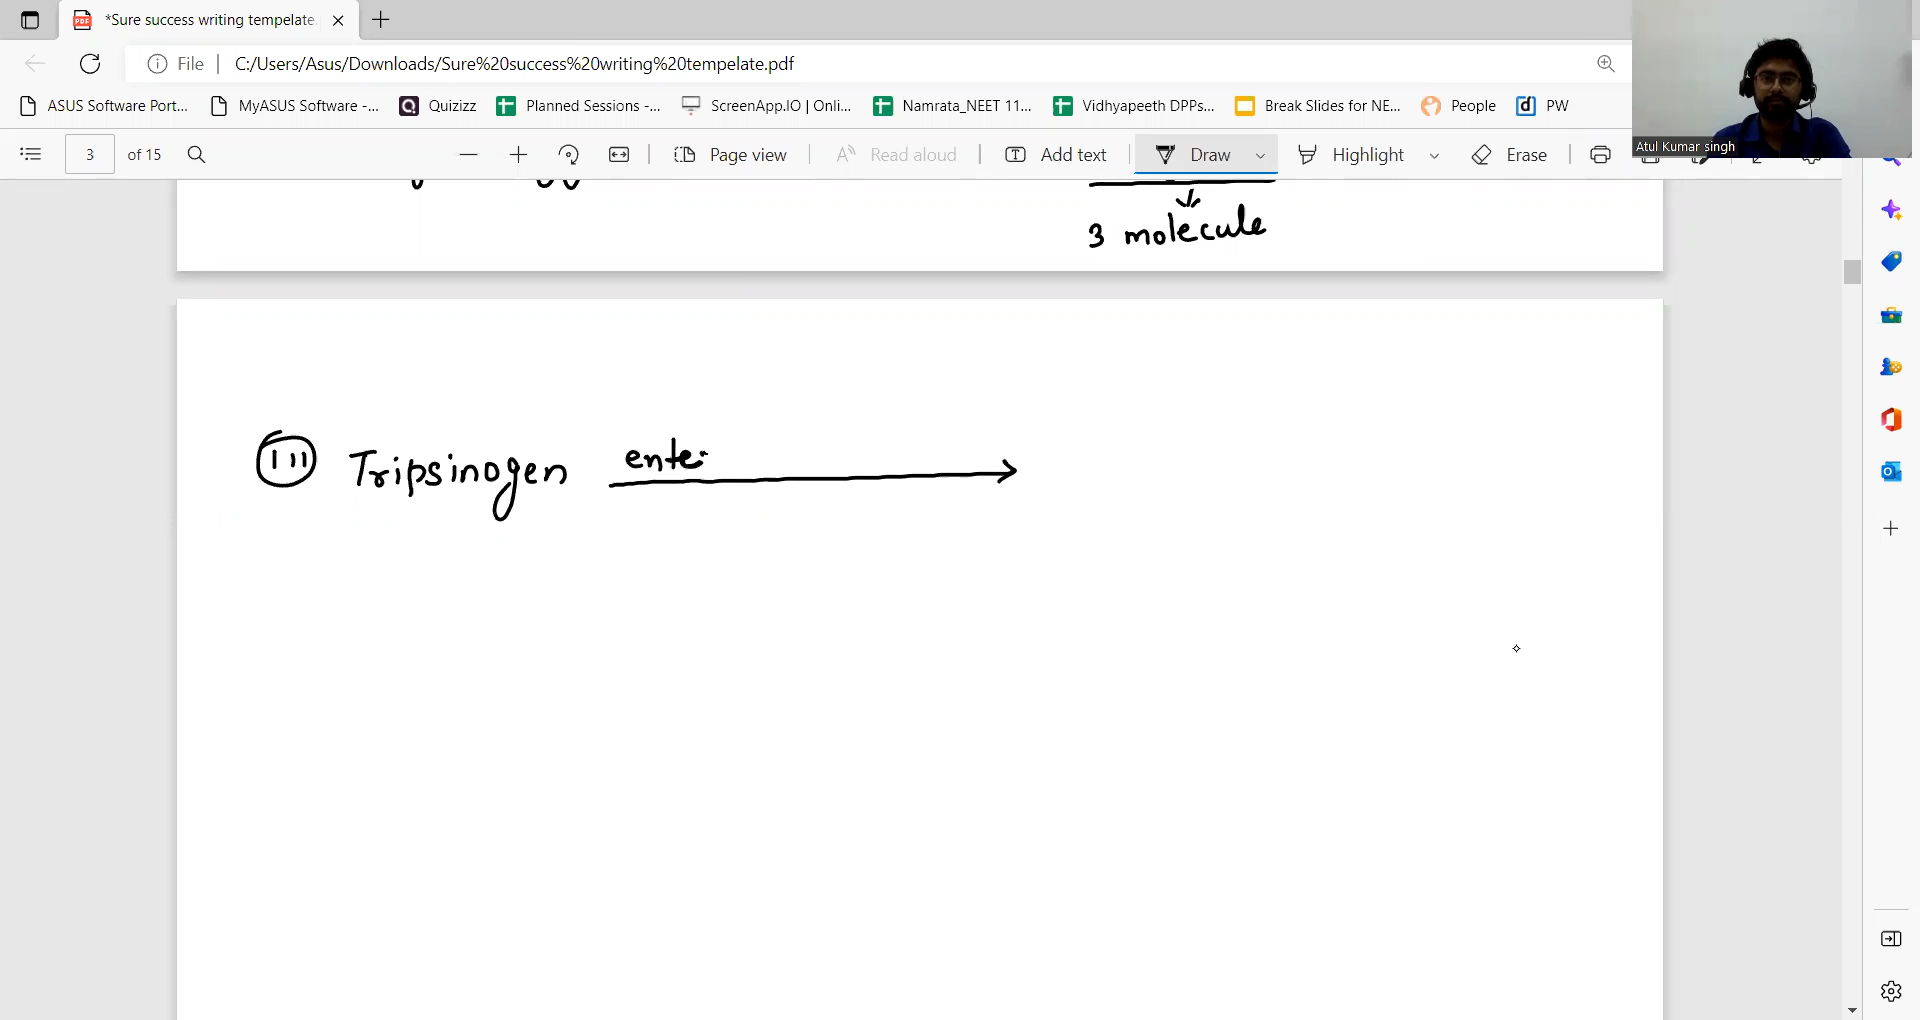 *Sure success writing tempelate
File C:/Users/Asus/Downloads/Sure%20success%20writing%20tempelate.pdf
ASUS Software Port... MyASUS Software -... Quizizz Planned Sessions -... ScreenApp.IO | Onli... Namrata_NEET 11... Vidhyapeeth DPPs... Break Slides for NE... People PW
3 of 15 Page view Read aloud Add text Draw Highlight Erase
Atul Kumar singh
3 molecule
III Tripsinogen ente